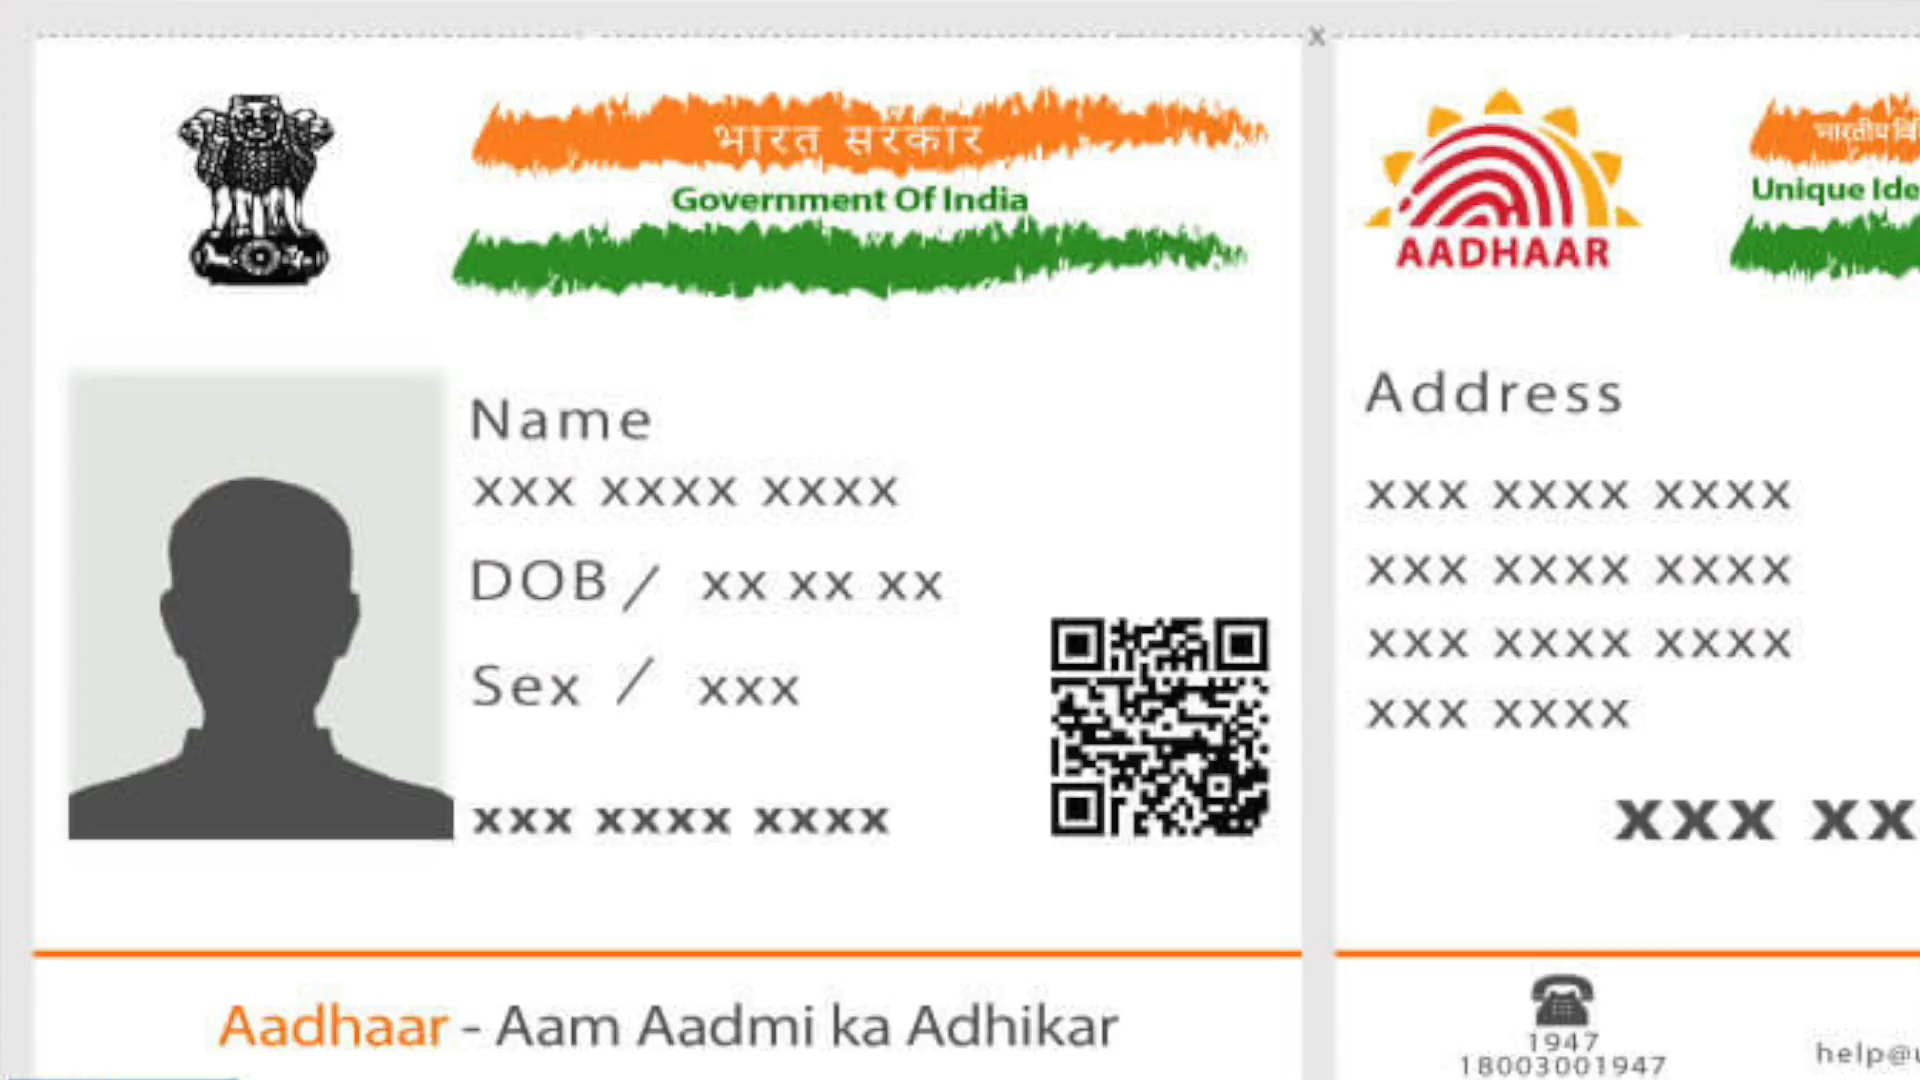 भारत सरकार
Government Of India
Name
xxx xxxx xxxx
DOB / xx xx xx
Sex / xxx
xxx xxxx xxxx
Aadhaar - Aam Aadmi ka Adhikar
x
AADHAAR
भारतीय
Unique Ide
Address
xxx xxxx xxxx
xxx xxxx xxxx
xxx xxxx xxxx
xxx xxxx
xxx xx
1947
18003001947
help@u